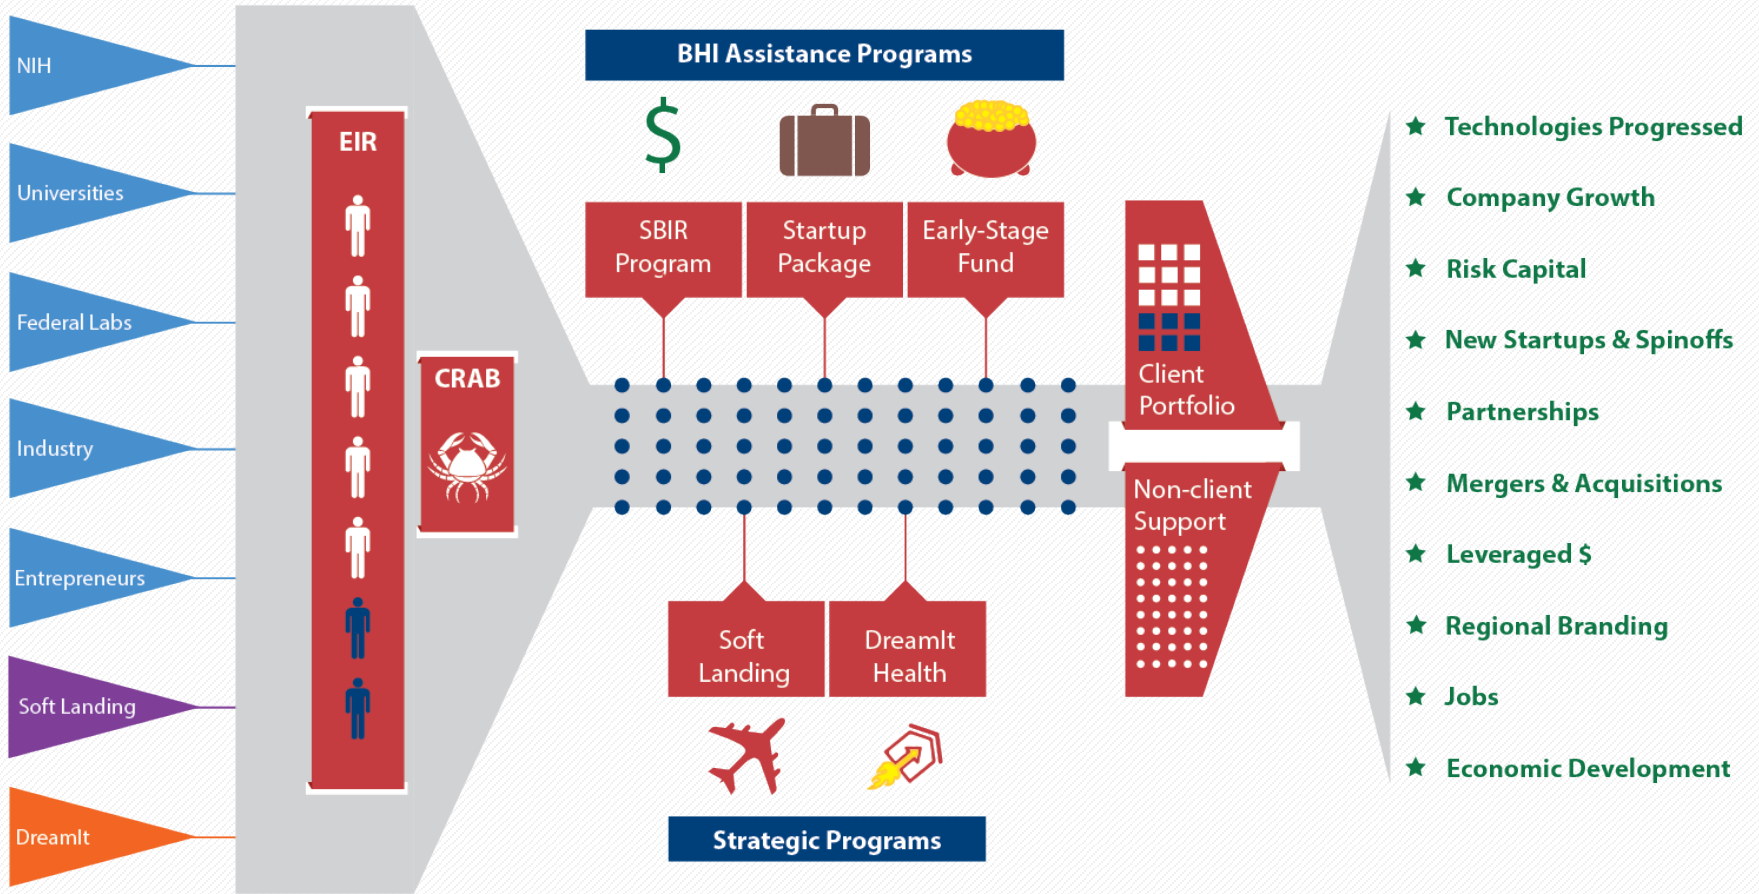 NIH
Universities
Federal Labs
Industry
Entrepreneurs
Soft Landing
DreamIt
EIR
CRAB
BHI Assistance Programs
$
SBIR
Program
Startup
Package
Early-Stage
Fund
Soft
Landing
DreamIt
Health
Strategic Programs
Client
Portfolio
Non-client
Support
Technologies Progressed
Company Growth
Risk Capital
New Startups & Spinoffs
Partnerships
Mergers & Acquisitions
Leveraged $
Regional Branding
Jobs
Economic Development